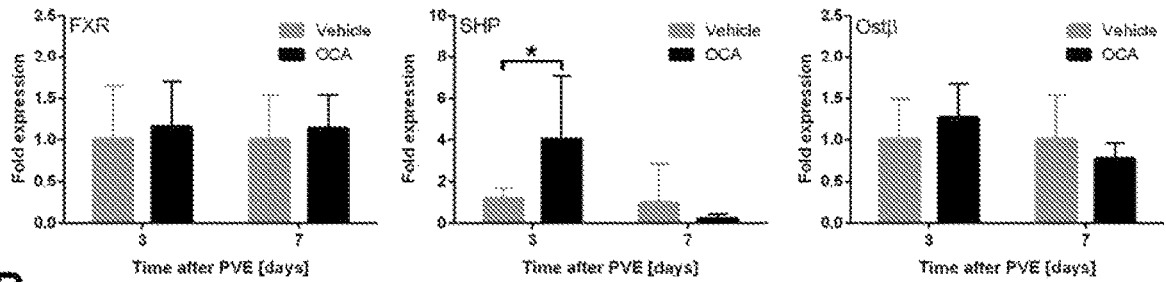 FXR
Vehicle
OCA
Fold expression
2.5
2.0
1.5
1.0
0.5
0.0
3 7
Time after PVE [days]
SHP
Vehicle
OCA
*
Fold expression
10
8
6
4
2
0
3 7
Time after PVE [days]
Ostβ
Vehicle
OCA
Fold expression
2.5
2.0
1.5
1.0
0.5
0.0
3 7
Time after PVE [days]